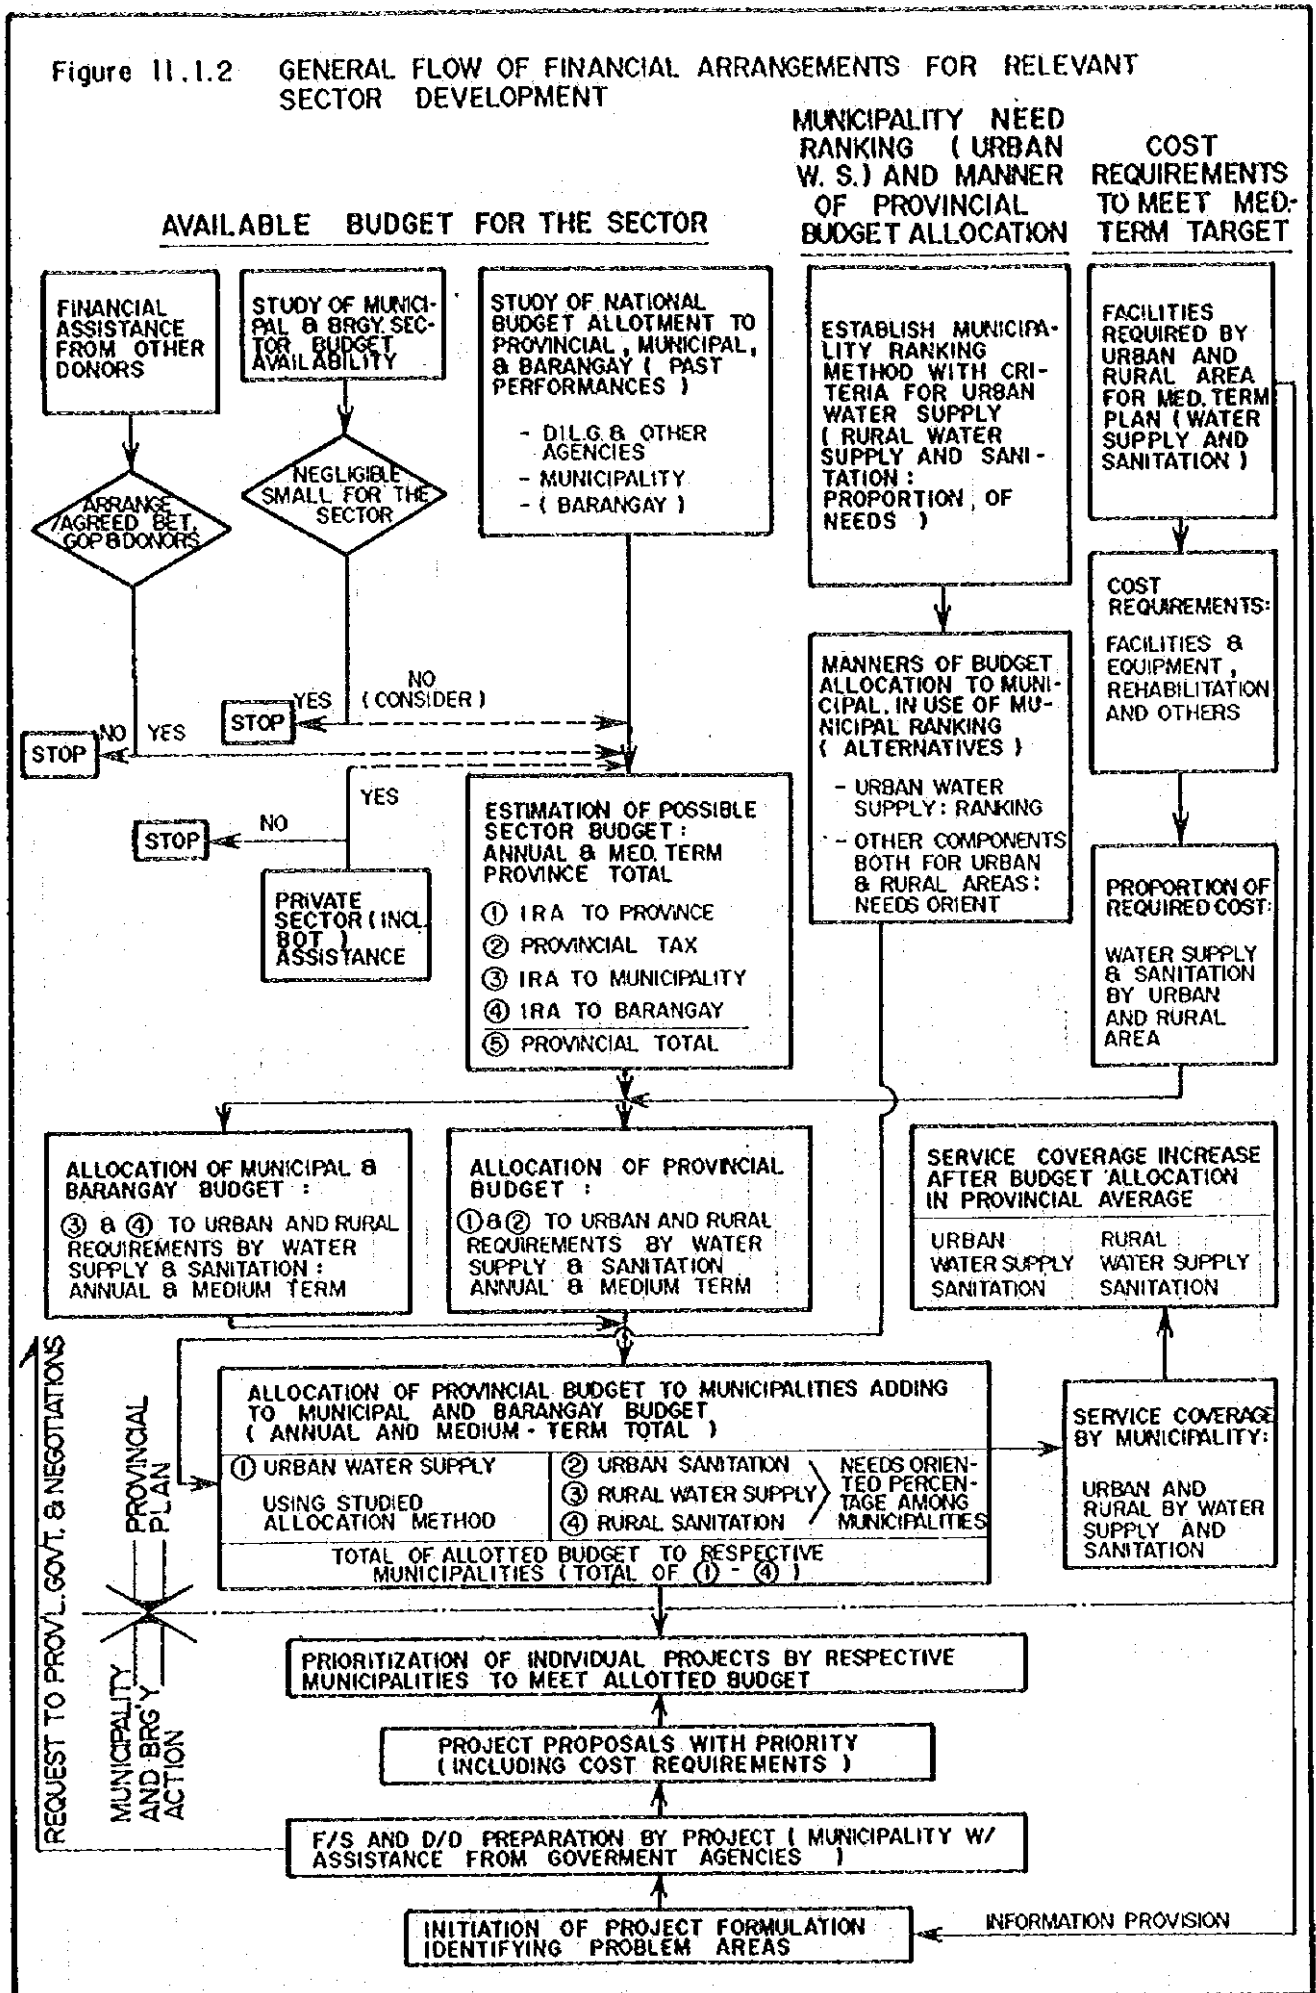 Figure 11.1.2 GENERAL FLOW OF FINANCIAL ARRANGEMENTS FOR RELEVANT
SECTOR DEVELOPMENT
AVAILABLE BUDGET FOR THE SECTOR
MUNICIPALITY NEED
RANKING (URBAN
W. S.) AND MANNER
OF PROVINCIAL
BUDGET ALLOCATION
COST
REQUIREMENTS
TO MEET MED.-
TERM TARGET
FINANCIAL
ASSISTANCE
FROM OTHER
DONORS
STUDY OF MUNICI-
PAL & BRGY. SEC-
TOR BUDGET
AVAILABILITY
STUDY OF NATIONAL
BUDGET ALLOTMENT TO
PROVINCIAL, MUNICIPAL,
& BARANGAY ( PAST
PERFORMANCES )
- DILG. & OTHER
AGENCIES
- MUNICIPALITY
- ( BARANGAY )
ESTABLISH MUNICIPA-
LITY RANKING
METHOD WITH CRI-
TERIA FOR URBAN
WATER SUPPLY
( RURAL WATER
SUPPLY AND SANI-
TATION :
PROPORTION, OF
NEEDS )
FACILITIES
REQUIRED BY
URBAN AND
RURAL AREA
FOR MED. TERM
PLAN ( WATER
SUPPLY AND
SANITATION )
ARRANGE
/AGREED BET.
GOP & DONORS
NEGLIGIBLE
SMALL FOR THE
SECTOR
COST
REQUIREMENTS:
FACILITIES &
EQUIPMENT,
REHABILITATION
AND OTHERS
MANNERS OF BUDGET
ALLOCATION TO MUNI-
CIPAL. IN USE OF MU-
NICIPAL RANKING
( ALTERNATIVES )
- URBAN WATER
SUPPLY: RANKING
- OTHER COMPONENTS
BOTH FOR URBAN
& RURAL AREAS:
NEEDS ORIENT
STOP
YES
NO
( CONSIDER )
STOP
NO
YES
YES
STOP
NO
PRIVATE
SECTOR (INCL.
BOT )
ASSISTANCE
ESTIMATION OF POSSIBLE
SECTOR BUDGET :
ANNUAL & MED. TERM
PROVINCE TOTAL
① IRA TO PROVINCE
② PROVINCIAL TAX
③ IRA TO MUNICIPALITY
④ IRA TO BARANGAY
⑤ PROVINCIAL TOTAL
PROPORTION OF
REQUIRED COST:
WATER SUPPLY
& SANITATION
BY URBAN
AND RURAL
AREA
ALLOCATION OF MUNICIPAL &
BARANGAY BUDGET :
③ & ④ TO URBAN AND RURAL
REQUIREMENTS BY WATER
SUPPLY & SANITATION :
ANNUAL & MEDIUM TERM
ALLOCATION OF PROVINCIAL
BUDGET :
①&② TO URBAN AND RURAL
REQUIREMENTS BY WATER
SUPPLY & SANITATION
ANNUAL & MEDIUM TERM
SERVICE COVERAGE INCREASE
AFTER BUDGET ALLOCATION
IN PROVINCIAL AVERAGE
URBAN RURAL
WATER SUPPLY WATER SUPPLY
SANITATION SANITATION
ALLOCATION OF PROVINCIAL BUDGET TO MUNICIPALITIES ADDING
TO MUNICIPAL AND BARANGAY BUDGET
( ANNUAL AND MEDIUM - TERM TOTAL )
① URBAN WATER SUPPLY
USING STUDIED
ALLOCATION METHOD
② URBAN SANITATION
③ RURAL WATER SUPPLY
④ RURAL SANITATION
NEEDS ORIEN-
TED PERCEN-
TAGE AMONG
MUNICIPALITIES
TOTAL OF ALLOTTED BUDGET TO RESPECTIVE
MUNICIPALITIES ( TOTAL OF ① - ④ )
SERVICE COVERAGE
BY MUNICIPALITY:
URBAN AND
RURAL BY WATER
SUPPLY AND
SANITATION
REQUEST TO PROV'L. GOVT. & NEGOTIATIONS
PROVINCIAL
PLAN
MUNICIPALITY
AND BRG'Y
ACTION
PRIORITIZATION OF INDIVIDUAL PROJECTS BY RESPECTIVE
MUNICIPALITIES TO MEET ALLOTTED BUDGET
PROJECT PROPOSALS WITH PRIORITY
( INCLUDING COST REQUIREMENTS )
F/S AND D/D PREPARATION BY PROJECT ( MUNICIPALITY W/
ASSISTANCE FROM GOVERMENT AGENCIES )
INITIATION OF PROJECT FORMULATION
IDENTIFYING PROBLEM AREAS
INFORMATION PROVISION